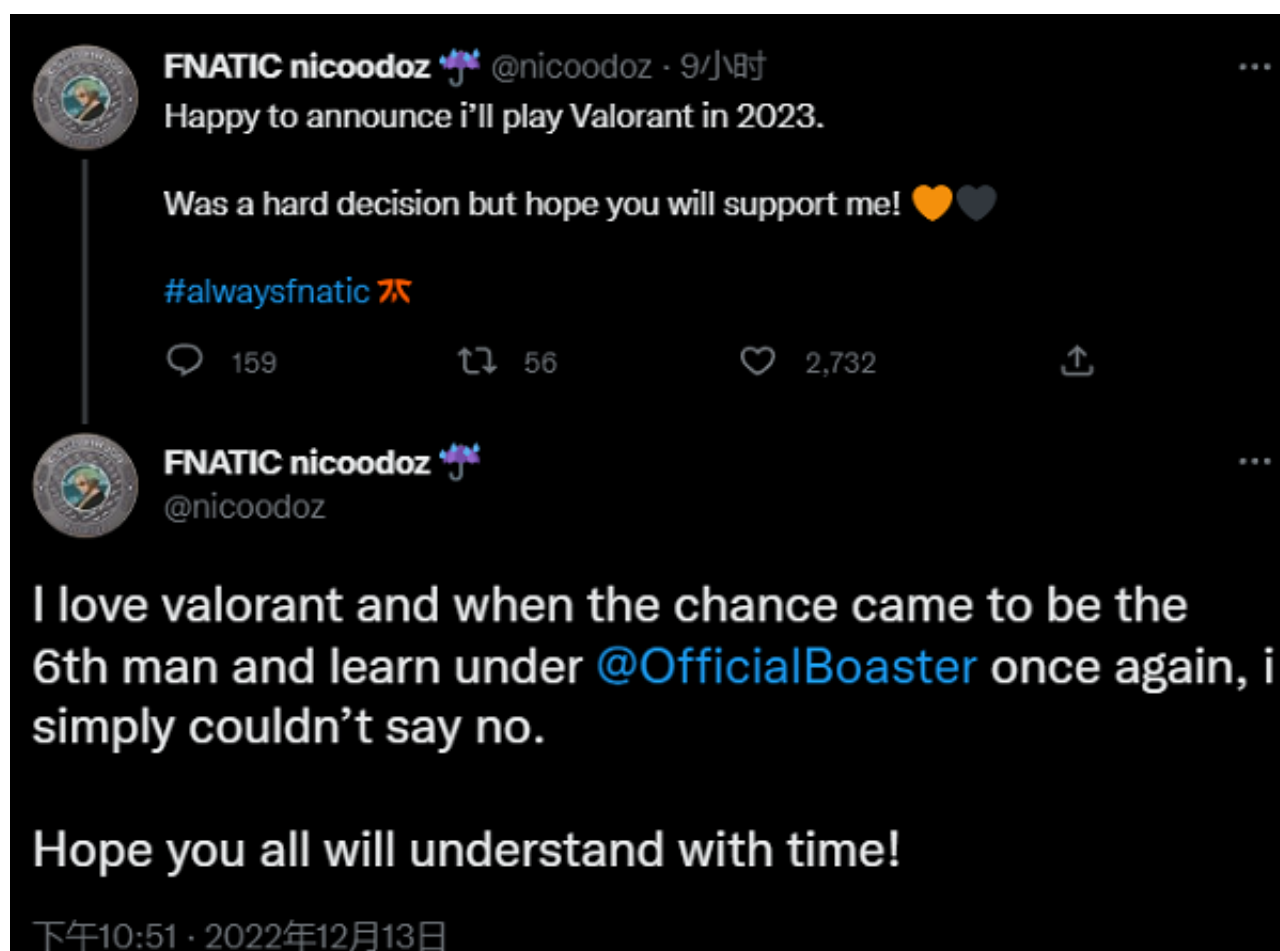 FNATIC nicoodoz ☔ @nicoodoz · 9小时
Happy to announce i'll play Valorant in 2023.
Was a hard decision but hope you will support me! 🧡🖤
#alwaysfnatic
159 56 2,732
FNATIC nicoodoz ☔
@nicoodoz
I love valorant and when the chance came to be the
6th man and learn under @OfficialBoaster once again, i
simply couldn't say no.
Hope you all will understand with time!
下午10:51 · 2022年12月13日